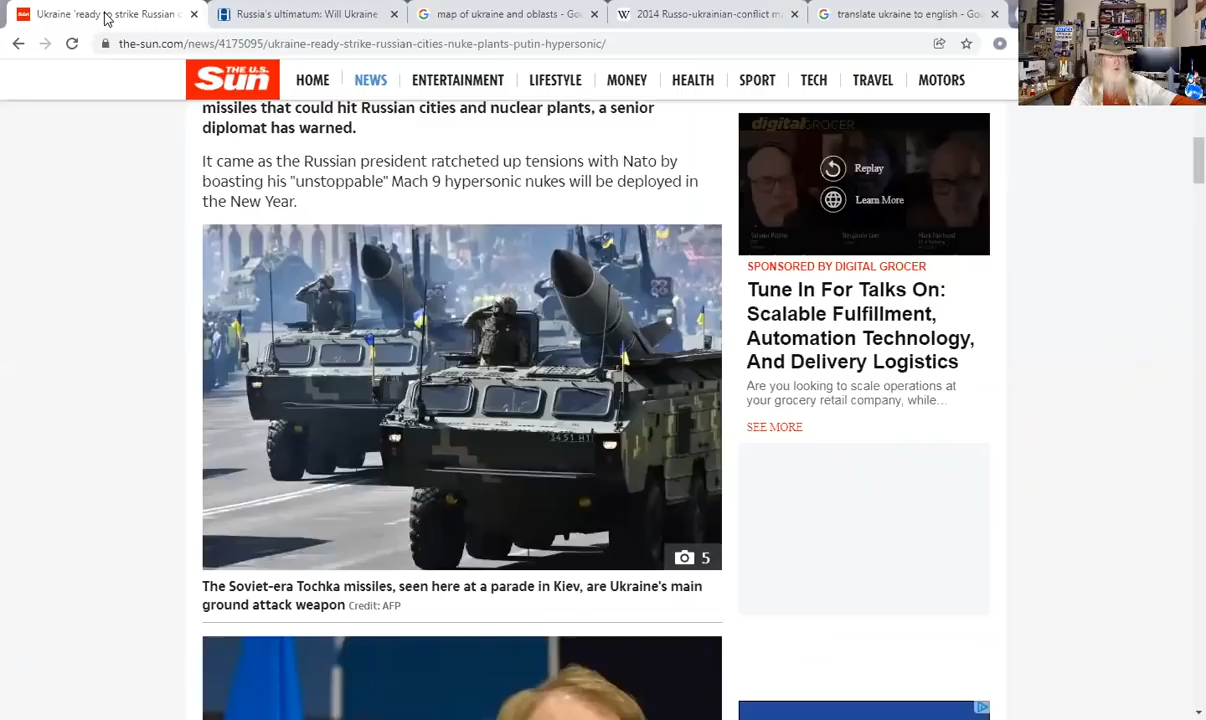 Ukraine 'ready to strike Russian c
Russia's ultimatum: Will Ukraine
map of ukraine and oblasts - Goo
2014 Russo-ukrainian-conflict ma
translate ukraine to english - Goo
the-sun.com/news/4175095/ukraine-ready-strike-russian-cities-nuke-plants-putin-hypersonic/
THE U.S. Sun
HOME NEWS ENTERTAINMENT LIFESTYLE MONEY HEALTH SPORT TECH TRAVEL MOTORS
missiles that could hit Russian cities and nuclear plants, a senior
diplomat has warned.
It came as the Russian president ratcheted up tensions with Nato by
boasting his "unstoppable" Mach 9 hypersonic nukes will be deployed in
the New Year.
3451 H1
5
The Soviet-era Tochka missiles, seen here at a parade in Kiev, are Ukraine's main
ground attack weapon Credit: AFP
digitalGROCER
Replay
Learn More
SPONSORED BY DIGITAL GROCER
Tune In For Talks On:
Scalable Fulfillment,
Automation Technology,
And Delivery Logistics
Are you looking to scale operations at
your grocery retail company, while...
SEE MORE